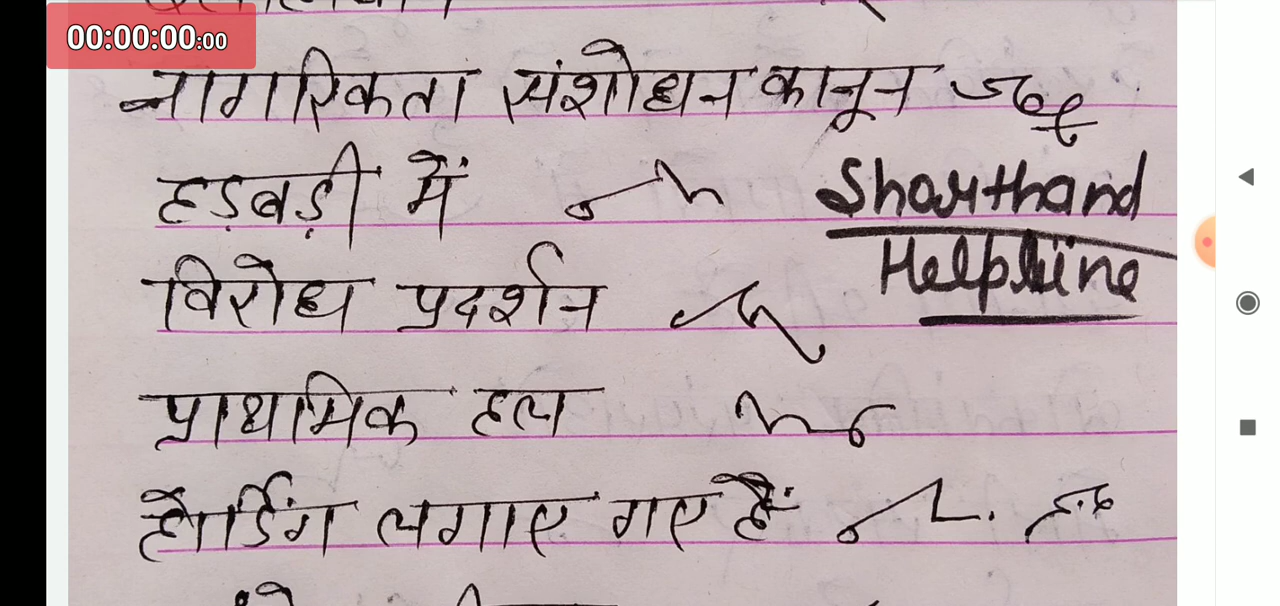 00:00:00:00
नागरिकता संशोधन कानून
हड़बड़ी में
Shorthand
Helpline
विरोध प्रदर्शन
प्राथमिक हल
होर्डिंग लगाए गए हैं